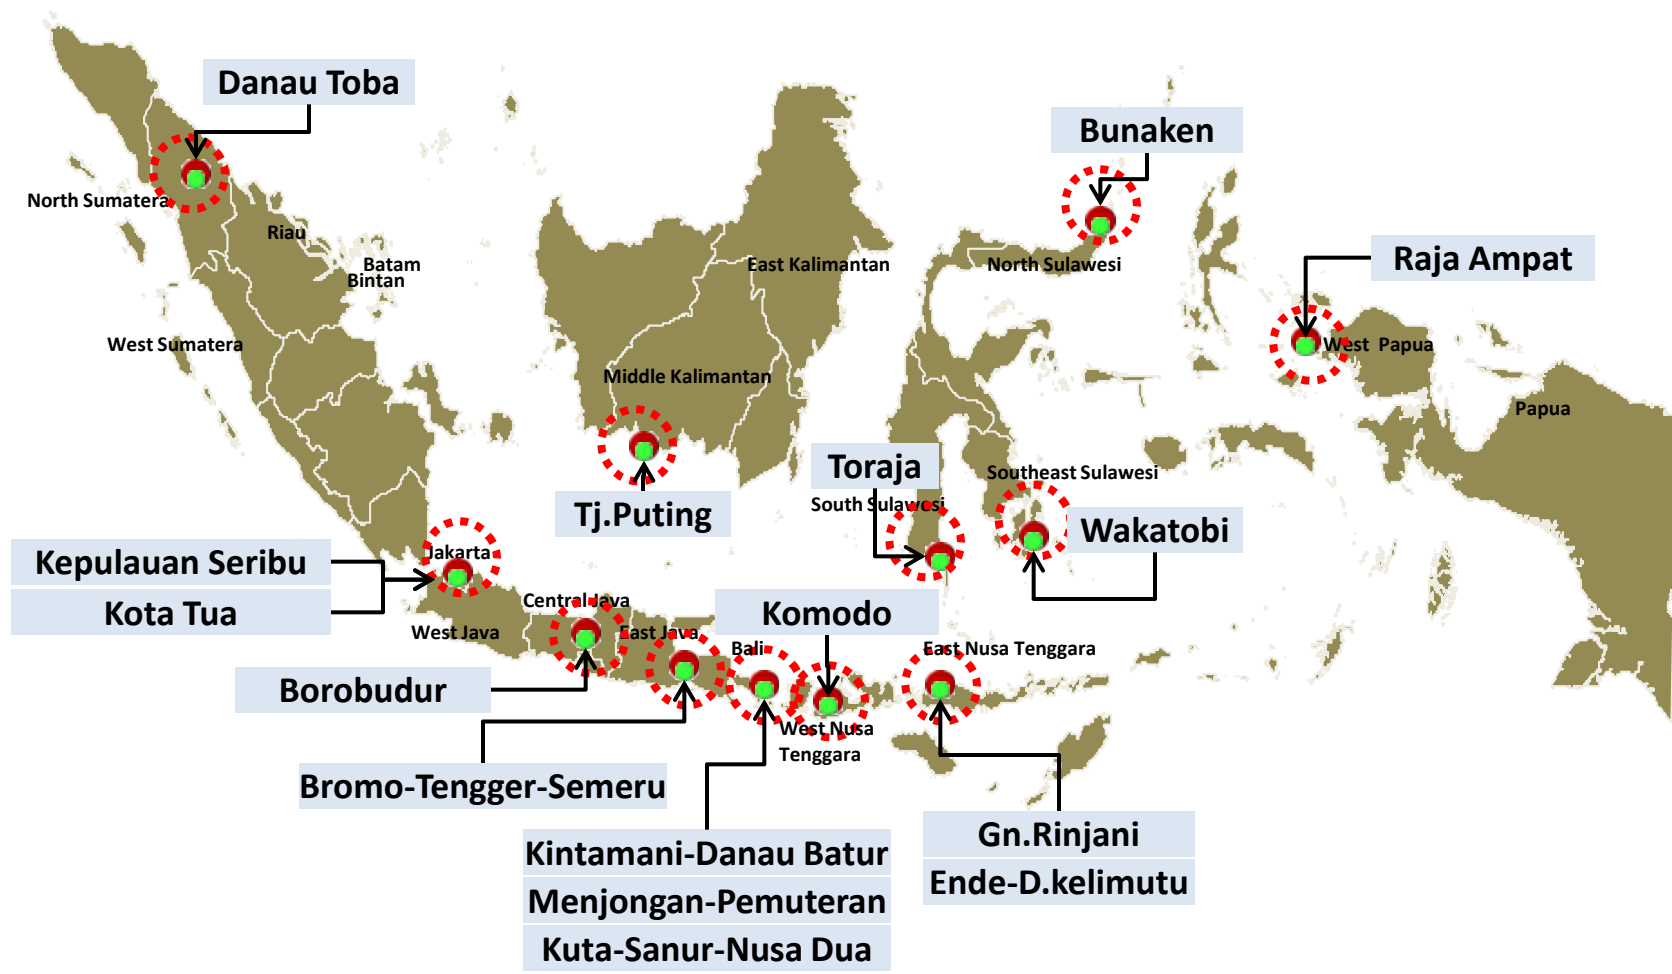 Danau Toba
Bunaken
North Sumatera
Riau
Batam
Bintan
East Kalimantan
North Sulawesi
Raja Ampat
West Sumatera
West  Papua
Middle Kalimantan
Papua
Toraja
Southeast Sulawesi
South Sulawesi
Tj.Puting
Wakatobi
Jakarta
Kepulauan Seribu
Kota Tua
Central Java
West Java
East Java
Komodo
Bali
East Nusa Tenggara
Borobudur
West Nusa
Tenggara
Bromo-Tengger-Semeru
Gn.Rinjani
Ende-D.kelimutu
Kintamani-Danau Batur
Menjongan-Pemuteran
Kuta-Sanur-Nusa Dua